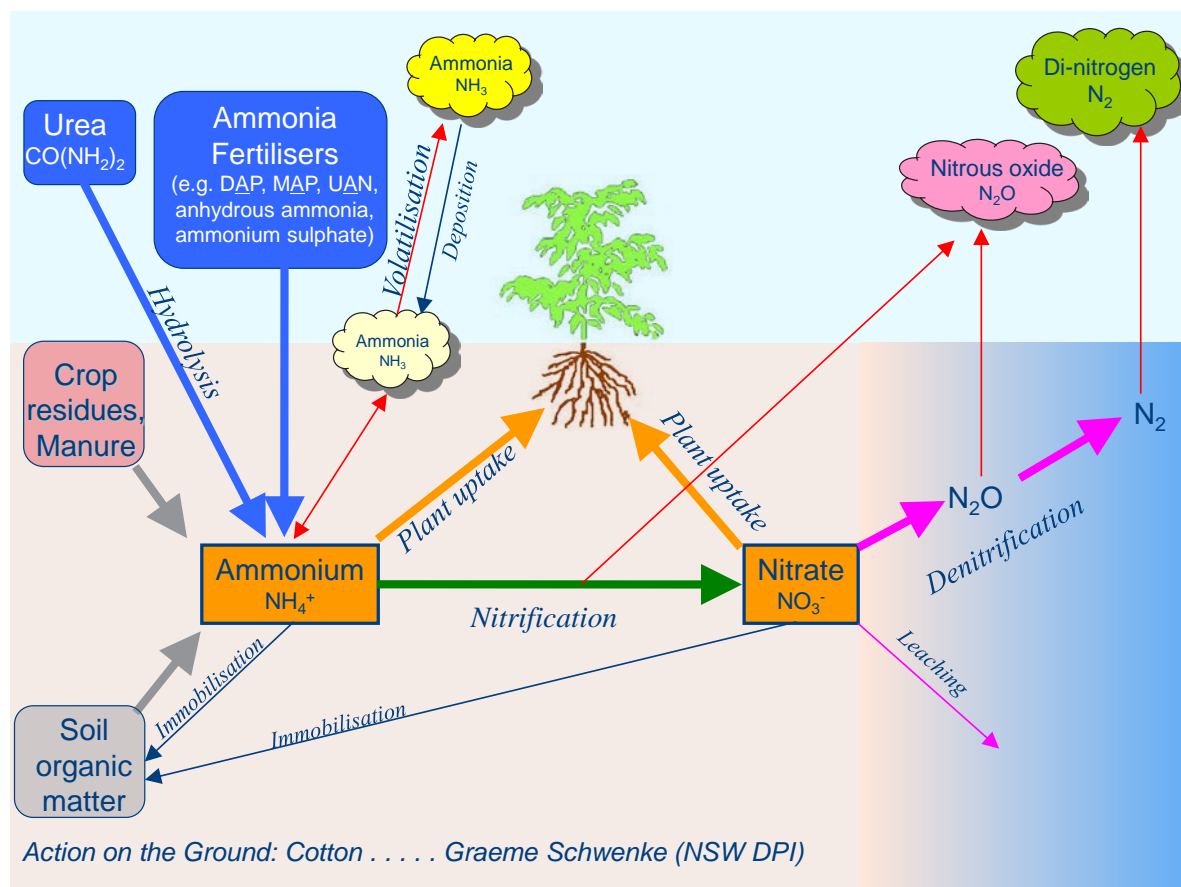 Ammonia
NH₃
Di-nitrogen
N₂
Urea
CO(NH₂)₂
Ammonia
Fertilisers
(e.g. DAP, MAP, UAN,
anhydrous ammonia,
ammonium sulphate)
Volatilisation
Deposition
Nitrous oxide
N₂O
Hydrolysis
Ammonia
NH₃
Crop
residues,
Manure
Plant uptake
Plant uptake
N₂
N₂O
Denitrification
Ammonium
NH₄⁺
Nitrification
Nitrate
NO₃⁻
Leaching
Immobilisation
Immobilisation
Soil
organic
matter
Action on the Ground: Cotton . . . . . Graeme Schwenke (NSW DPI)